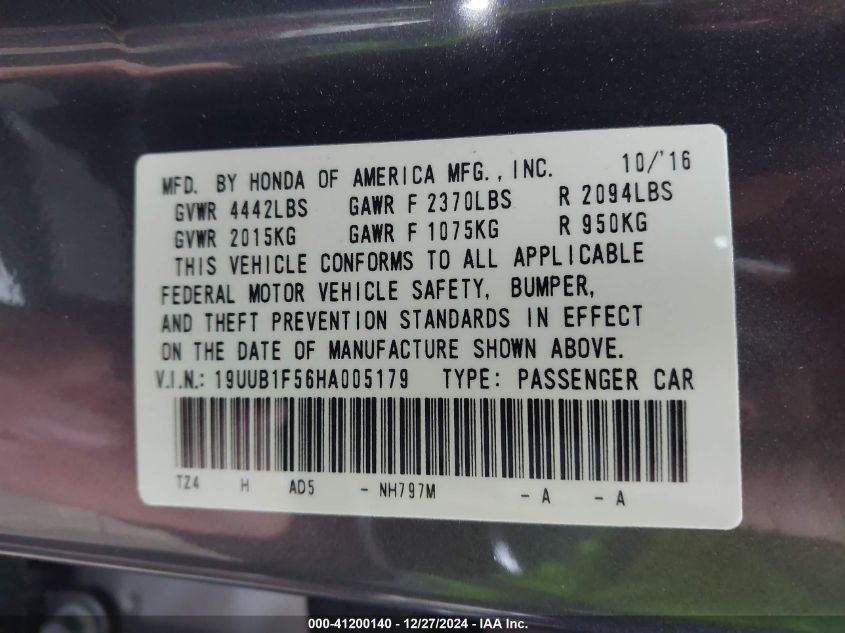 MFD. BY HONDA OF AMERICA MFG., INC. 10/'16
GVWR 4442LBS GAWR F 2370LBS R 2094LBS
GVWR 2015KG GAWR F 1075KG R 950KG
THIS VEHICLE CONFORMS TO ALL APPLICABLE
FEDERAL MOTOR VEHICLE SAFETY, BUMPER,
AND THEFT PREVENTION STANDARDS IN EFFECT
ON THE DATE OF MANUFACTURE SHOWN ABOVE.
V.I.N.: 19UUB1F56HA005179 TYPE: PASSENGER CAR
TZ4 H AD5 - NH797M - A - A
000-41200140 - 12/27/2024 - IAA Inc.